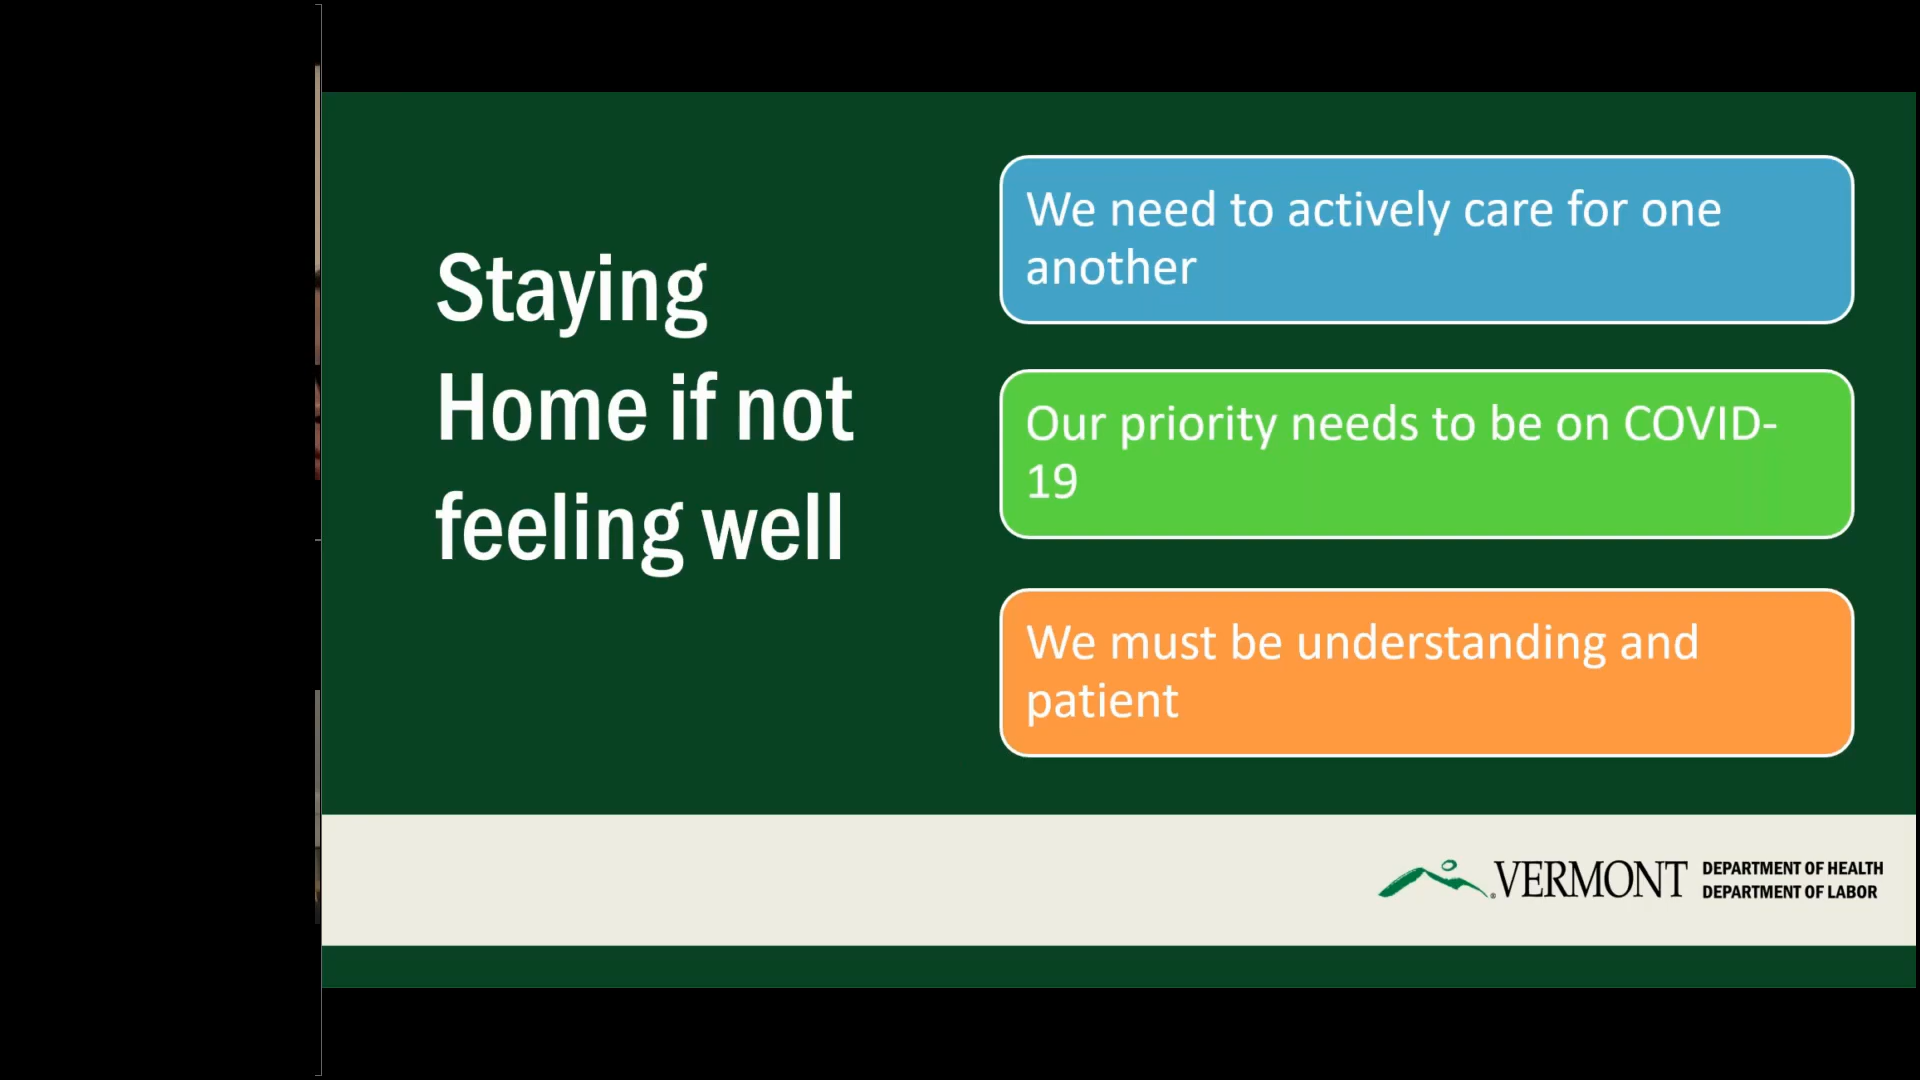 Staying
Home if not
feeling well
We need to actively care for one
another
Our priority needs to be on COVID-
19
We must be understanding and
patient
VERMONT
DEPARTMENT OF HEALTH
DEPARTMENT OF LABOR